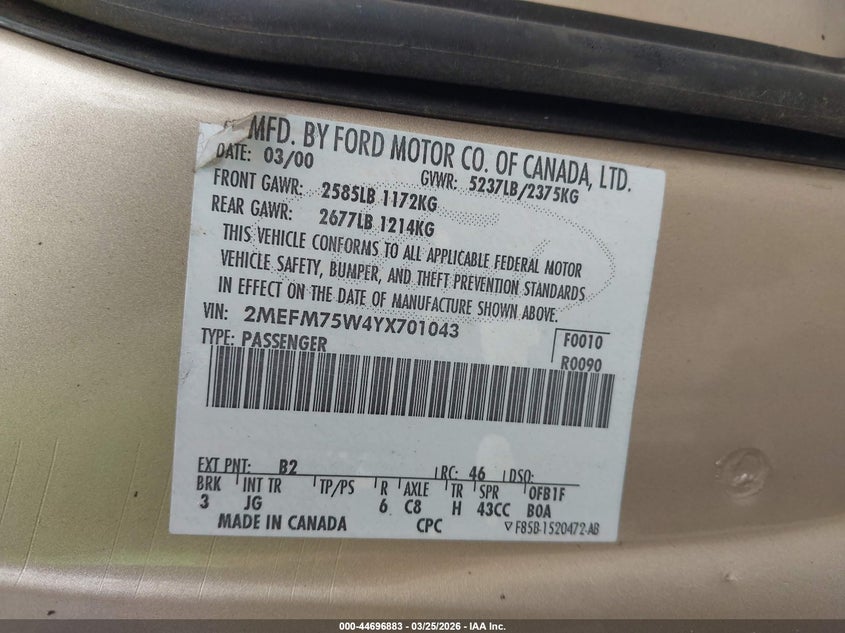 MFD. BY FORD MOTOR CO. OF CANADA, LTD.
DATE: 03/00 GVWR: 5237LB/2375KG
FRONT GAWR: 2585LB 1172KG
REAR GAWR: 2677LB 1214KG
THIS VEHICLE CONFORMS TO ALL APPLICABLE FEDERAL MOTOR
VEHICLE SAFETY, BUMPER, AND THEFT PREVENTION STANDARDS
IN EFFECT ON THE DATE OF MANUFACTURE SHOWN ABOVE.
VIN: 2MEFM75W4YX701043
TYPE: PASSENGER F0010
R0090
EXT PNT: B2 RC: 46 DSO:
BRK INT TR TP/PS R AXLE TR SPR OFB1F
3 JG 6 C8 H 43CC B0A
MADE IN CANADA CPC F85B-1520472-AB
000-44696883 - 03/25/2026 - IAA Inc.